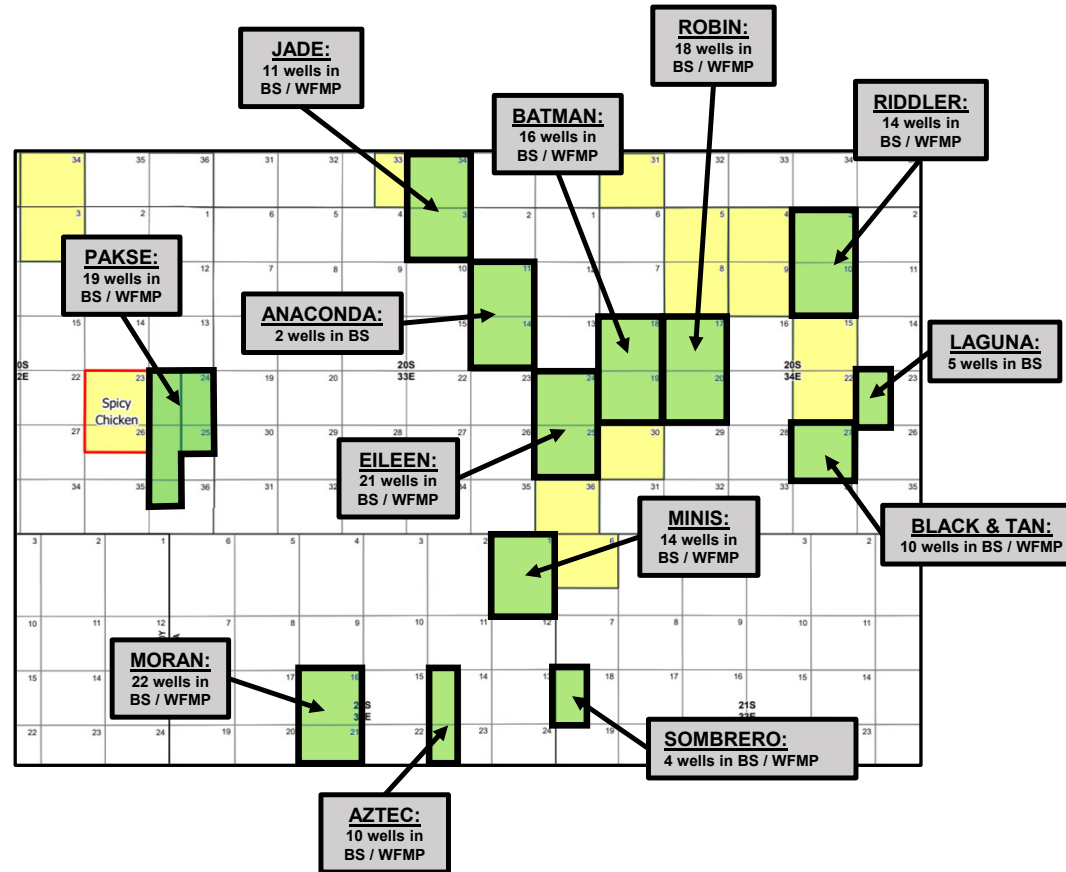 ROBIN:
18 wells in
BS / WFMP
JADE:
11 wells in
BS / WFMP
RIDDLER:
14 wells in
BS / WFMP
BATMAN:
16 wells in
BS / WFMP
34 35 36 31 32 33 34 35 36 31 32 33 34
3 2 1 6 5 4 3 2 1 6 5 4 3 2
PAKSE:
19 wells in
BS / WFMP
12 7 8 9 10 11 12 7 8 9 10 11
ANACONDA:
2 wells in BS
15 14 13 15 14 13 18 17 16 15
LAGUNA:
5 wells in BS
20S
33E
20S
34E
0S
2E
22 23 24 19 20 21 22 23 24 19 20 21 22 23
Spicy
Chicken
27 26 25 30 29 28 27 26 25 30 29 28 27 26
EILEEN:
21 wells in
BS / WFMP
34 35 36 31 32 33 36 31 32 33 35
MINIS:
14 wells in
BS / WFMP
BLACK & TAN:
10 wells in BS / WFMP
3 2 1 6 5 4 3 2 1 6 5 4 3 2
10 11 12 7 8 9 10 11 12 7 8 9 10 11
MORAN:
22 wells in
BS / WFMP
15 14 17 16 15 14 13 18 17 16 15 14
21S
22 23 24 19 20 21 22 23 24 19 22 23
SOMBRERO:
4 wells in BS / WFMP
AZTEC:
10 wells in
BS / WFMP